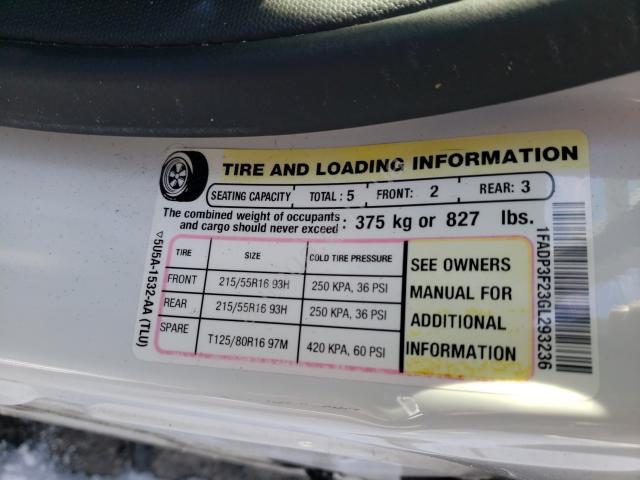 TIRE AND LOADING INFORMATION
SEATING CAPACITY TOTAL : 5 FRONT: 2 REAR: 3
The combined weight of occupants and cargo should never exceed : 375 kg or 827 lbs.
TIRE SIZE COLD TIRE PRESSURE
FRONT 215/55R16 93H 250 KPA, 36 PSI
REAR 215/55R16 93H 250 KPA, 36 PSI
SPARE T125/80R16 97M 420 KPA, 60 PSI
SEE OWNERS
MANUAL FOR
ADDITIONAL
INFORMATION
▽5U5A-1532-AA (TLU)
1FADP3F23GL293236